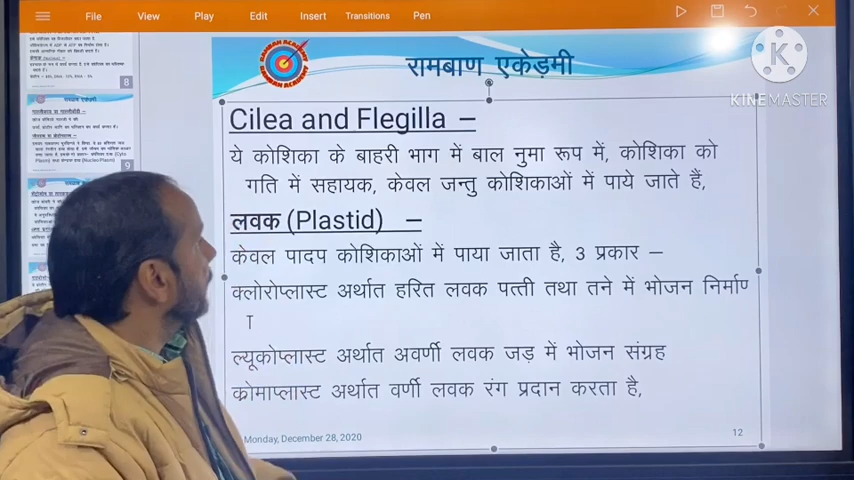 File View Play Edit Insert Transitions Pen
रामबाण एकेड़मी
KINEMASTER
Cilea and Flegilla –
ये कोशिका के बाहरी भाग में बाल नुमा रूप में, कोशिका को
गति में सहायक, केवल जन्तु कोशिकाओं में पाये जाते हैं,
लवक (Plastid) –
केवल पादप कोशिकाओं में पाया जाता है, 3 प्रकार –
क्लोरोप्लास्ट अर्थात हरित लवक पत्ती तथा तने में भोजन निर्माण
ा
ल्यूकोप्लास्ट अर्थात अवर्णी लवक जड़ में भोजन संग्रह
क्रोमाप्लास्ट अर्थात वर्णी लवक रंग प्रदान करता है,
Monday, December 28, 2020
12
8
9